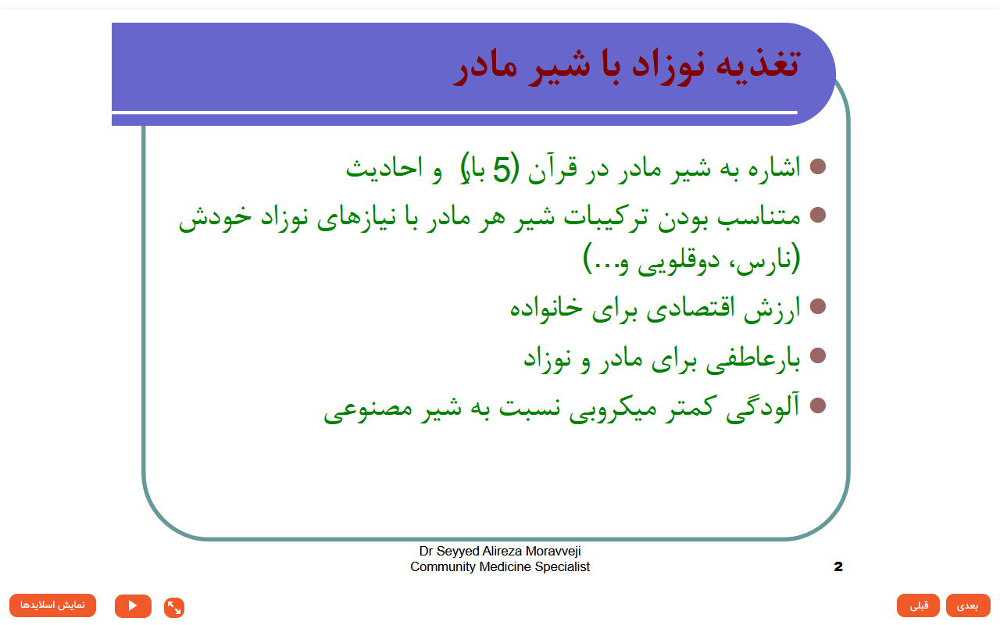 تغذیه نوزاد با شیر مادر
اشاره به شیر مادر در قرآن (5 بار) و احادیث
متناسب بودن ترکیبات شیر هر مادر با نیازهای نوزاد خودش
(نارس، دوقلویی و...)
ارزش اقتصادی برای خانواده
بارعاطفی برای مادر و نوزاد
آلودگی کمتر میکروبی نسبت به شیر مصنوعی
Dr Seyyed Alireza Moravveji
Community Medicine Specialist
2
بعدی
قبلی
نمایش اسلایدها